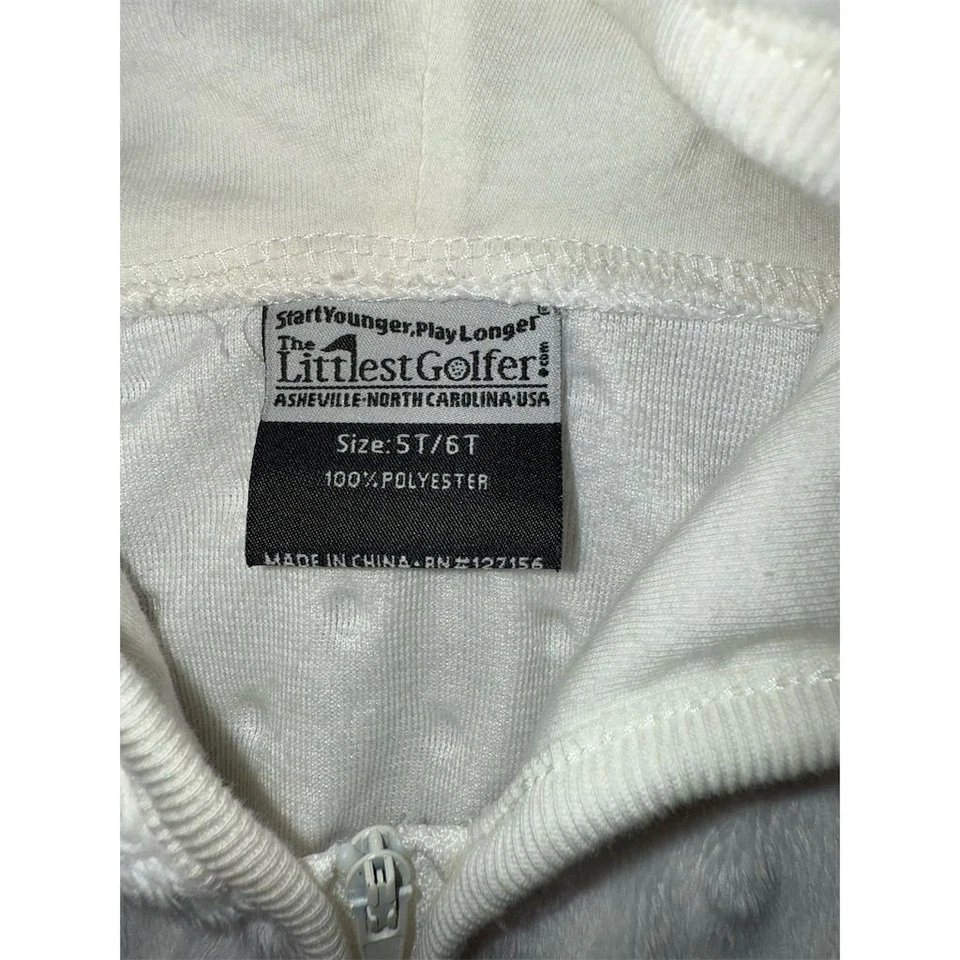 StartYounger,PlayLonger
The
LittlestGolfer.com
ASHEVILLE·NORTH CAROLINA·USA
Size: 5T/6T
100% POLYESTER
MADE IN CHINA·RN#127156